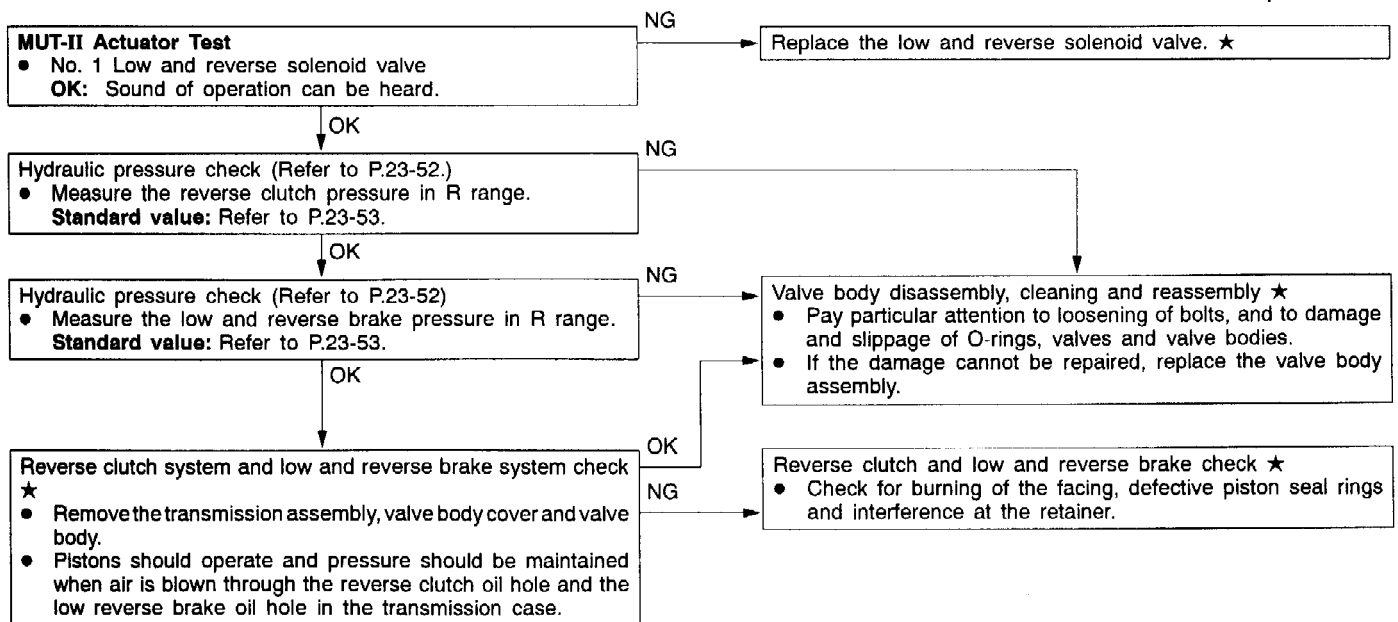 MUT-II Actuator Test
● No. 1 Low and reverse solenoid valve
OK: Sound of operation can be heard.
NG
Replace the low and reverse solenoid valve. ★
OK
Hydraulic pressure check (Refer to P.23-52.)
● Measure the reverse clutch pressure in R range.
Standard value: Refer to P.23-53.
NG
OK
Hydraulic pressure check (Refer to P.23-52)
● Measure the low and reverse brake pressure in R range.
Standard value: Refer to P.23-53.
NG
Valve body disassembly, cleaning and reassembly ★
● Pay particular attention to loosening of bolts, and to damage
and slippage of O-rings, valves and valve bodies.
● If the damage cannot be repaired, replace the valve body
assembly.
OK
Reverse clutch system and low and reverse brake system check
★
● Remove the transmission assembly, valve body cover and valve
body.
● Pistons should operate and pressure should be maintained
when air is blown through the reverse clutch oil hole and the
low reverse brake oil hole in the transmission case.
OK
NG
Reverse clutch and low and reverse brake check ★
● Check for burning of the facing, defective piston seal rings
and interference at the retainer.